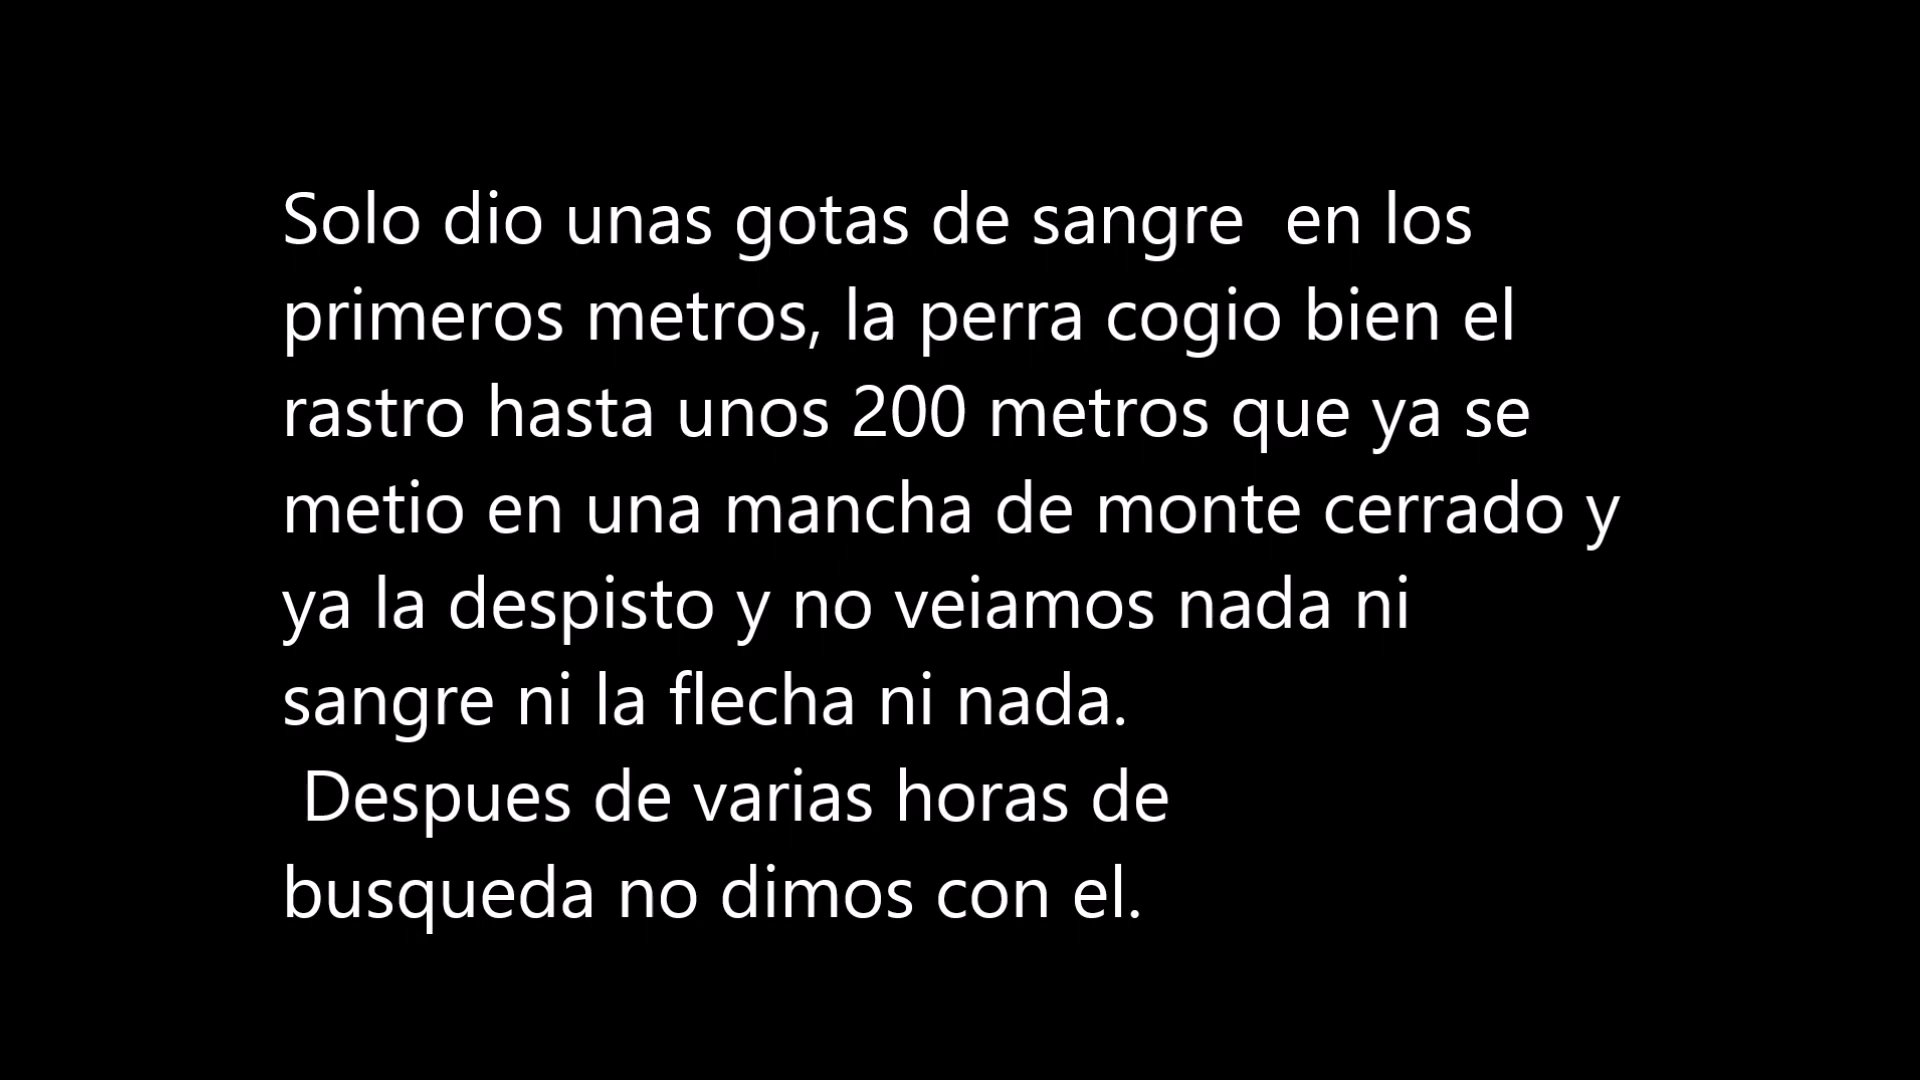 Solo dio unas gotas de sangre  en los
primeros metros, la perra cogio bien el
rastro hasta unos 200 metros que ya se
metio en una mancha de monte cerrado y
ya la despisto y no veiamos nada ni
sangre ni la flecha ni nada.
 Despues de varias horas de
busqueda no dimos con el.